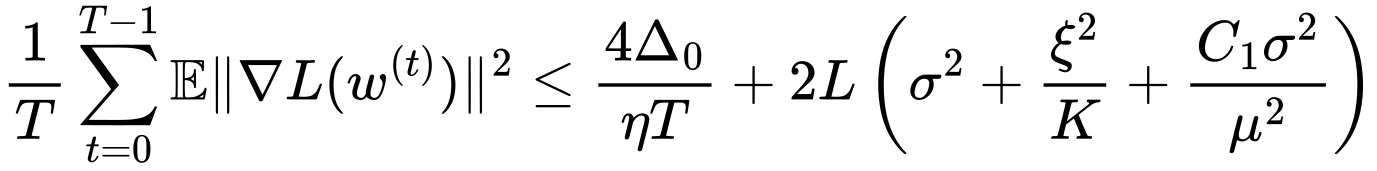 \frac{1}{T} \sum_{t=0}^{T-1} \mathbb{E} \| \nabla L(w^{(t)}) \|^2 \leq \frac{4\Delta_0}{\eta T} + 2L \left( \sigma^2 + \frac{\xi^2}{K} + \frac{C_1 \sigma^2}{\mu^2} \right)